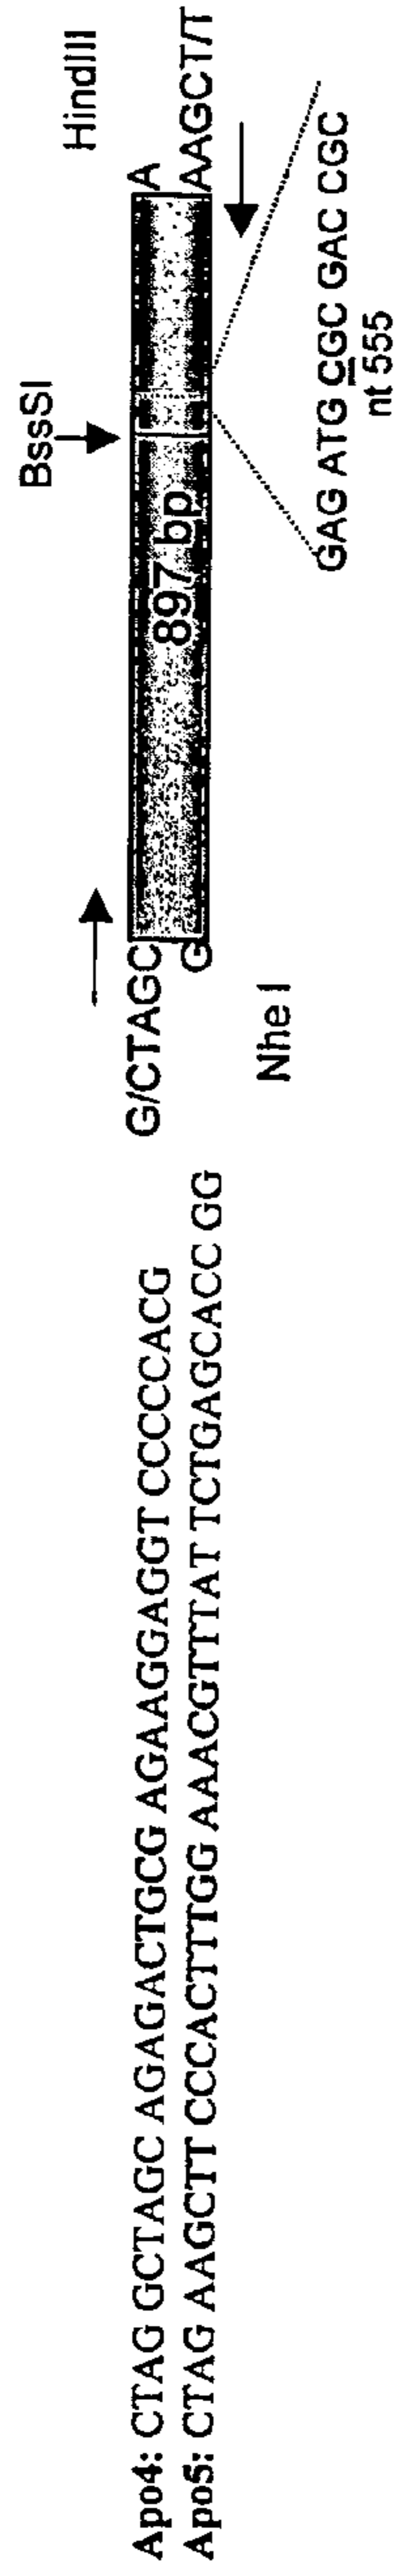 Apo4: CTAG GCTAGC AGAGACTGCG AGAAGGAGGT CCCCCACG
Apo5: CTAG AAGCTT CCCACTTTGG AAACGTTTAT TCTGAGCACC GG
G/CTAGC
G
Nhe I
BssSI
897 bp
HindIII
A
AAGCT/T
GAG ATG CGC GAC CGC
nt 555